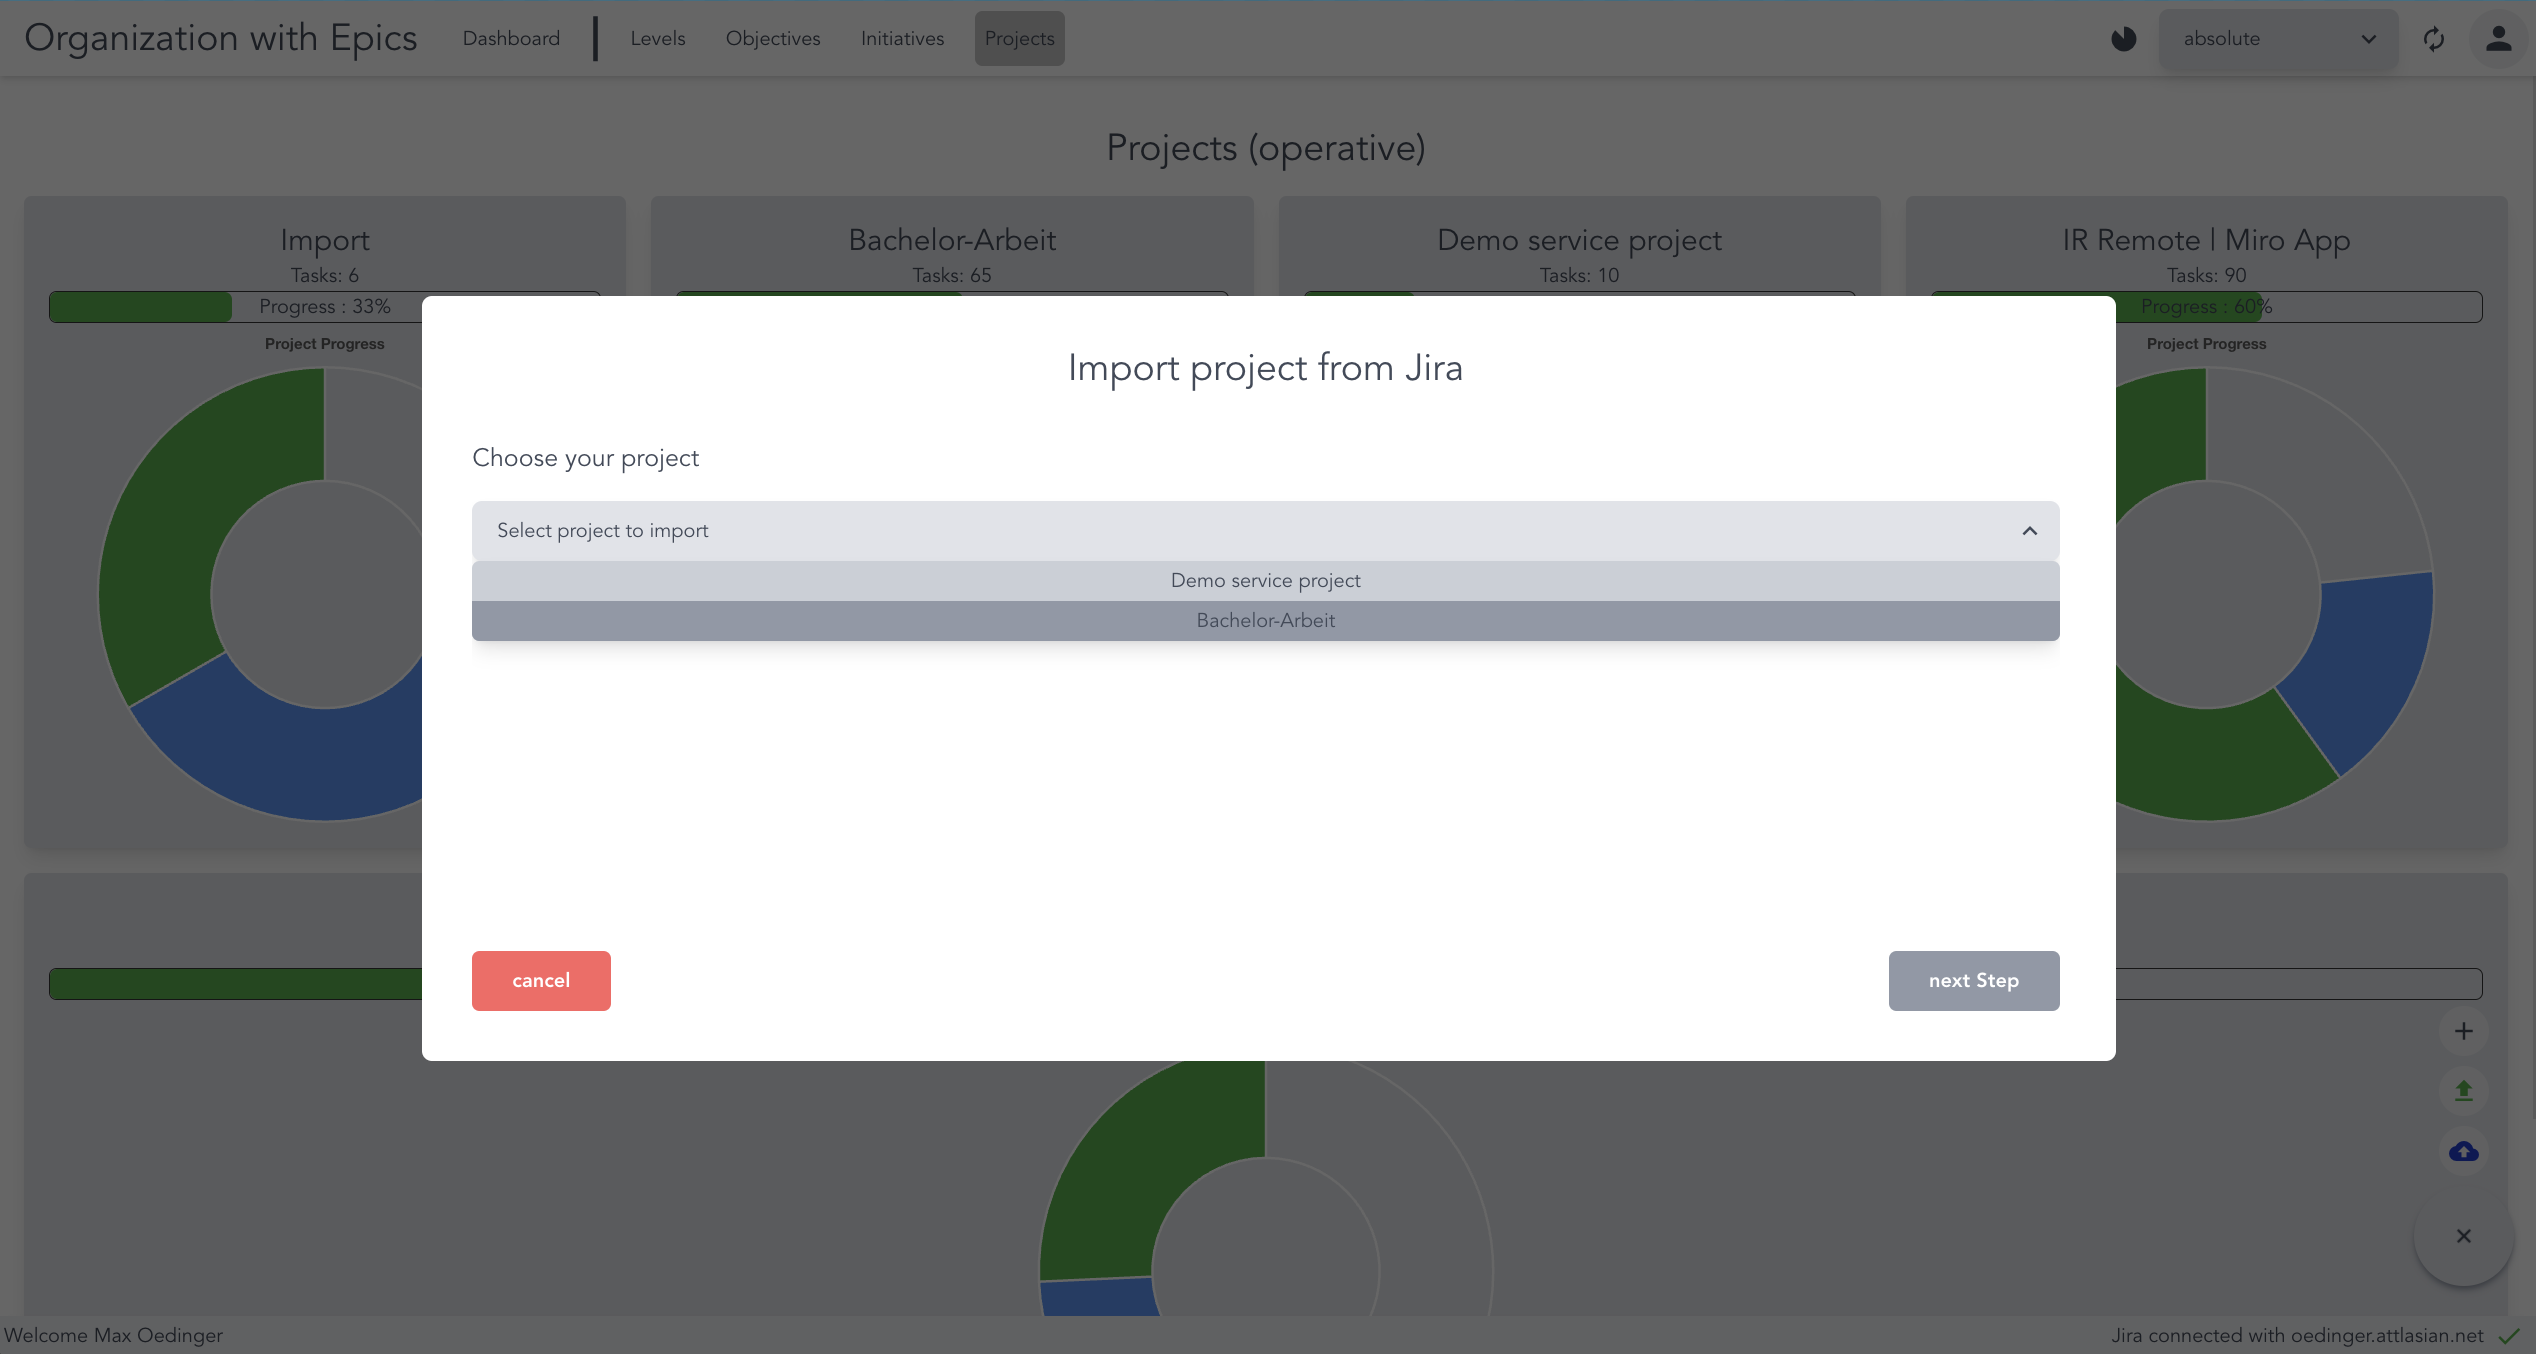 Organization with Epics
Dashboard
Levels
Objectives
Initiatives
Projects
absolute
Projects (operative)
Import
Tasks: 6
Progress : 33%
Project Progress
Bachelor-Arbeit
Tasks: 65
Demo service project
Tasks: 10
IR Remote | Miro App
Tasks: 90
Progress : 60%
Project Progress
Import project from Jira
Choose your project
Select project to import
Demo service project
Bachelor-Arbeit
cancel
next Step
Welcome Max Oedinger
Jira connected with oedinger.attlasian.net